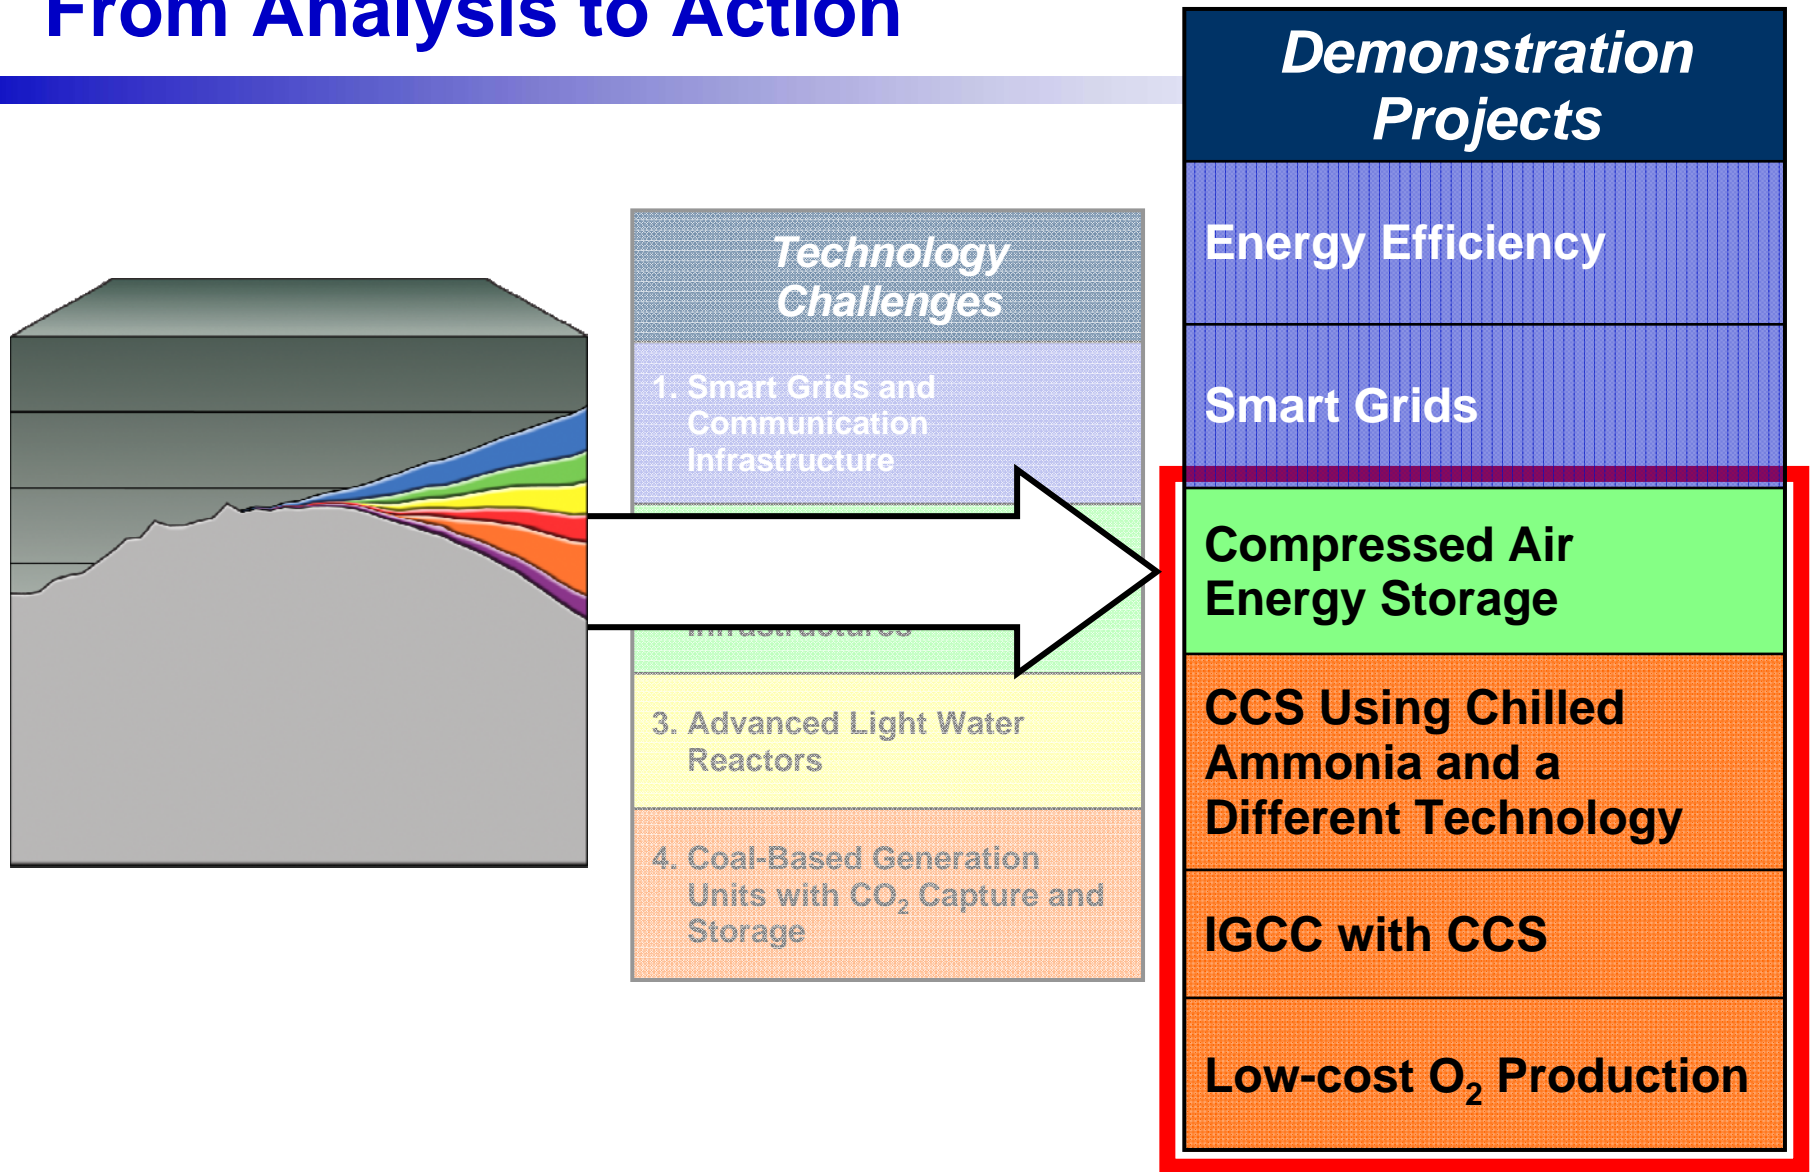 From Analysis to Action
Technology
Challenges
1. Smart Grids and
Communication
Infrastructure
Infrastructures
3. Advanced Light Water
Reactors
4. Coal-Based Generation
Units with CO₂ Capture and
Storage
Demonstration
Projects
Energy Efficiency
Smart Grids
Compressed Air
Energy Storage
CCS Using Chilled
Ammonia and a
Different Technology
IGCC with CCS
Low-cost O₂ Production